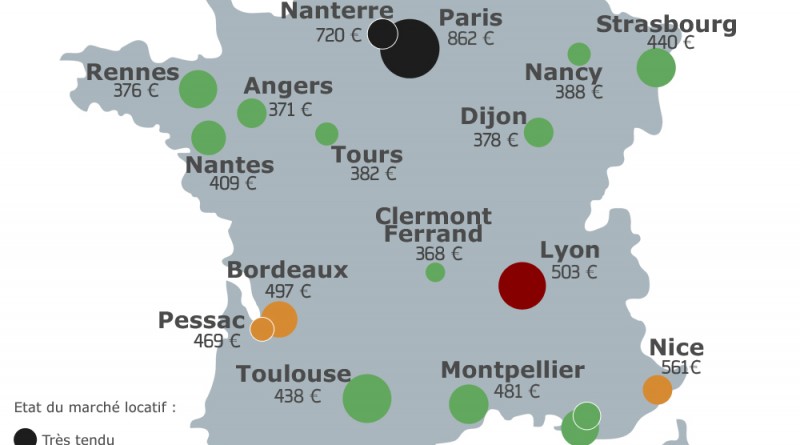 Nanterre
720 €
Paris
862 €
Strasbourg
440 €
Rennes
376 €
Angers
371 €
Nancy
388 €
Dijon
378 €
Nantes
409 €
Tours
382 €
Clermont
Ferrand
368 €
Lyon
503 €
Bordeaux
497 €
Pessac
469 €
Nice
561€
Toulouse
438 €
Montpellier
481 €
Etat du marché locatif :
Très tendu